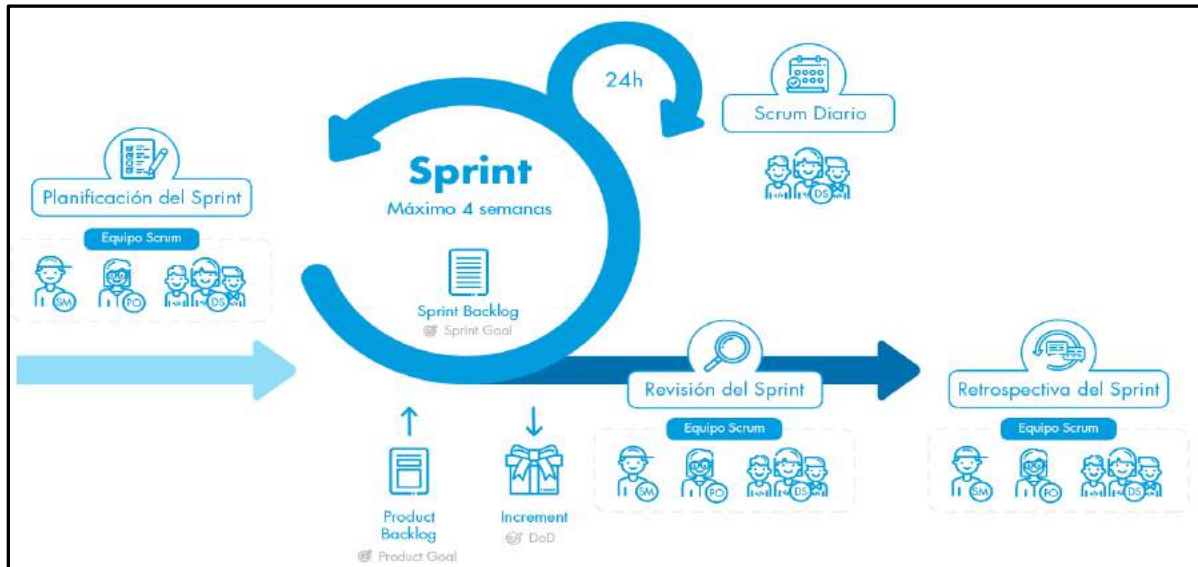 Planificación del Sprint
Equipo Scrum
SM
PO
DS
Sprint
Máximo 4 semanas
Sprint Backlog
Sprint Goal
24h
Scrum Diario
DS
Product
Backlog
Product Goal
Increment
DoD
Revisión del Sprint
Equipo Scrum
SM
PO
DS
Retrospectiva del Sprint
Equipo Scrum
SM
PO
DS